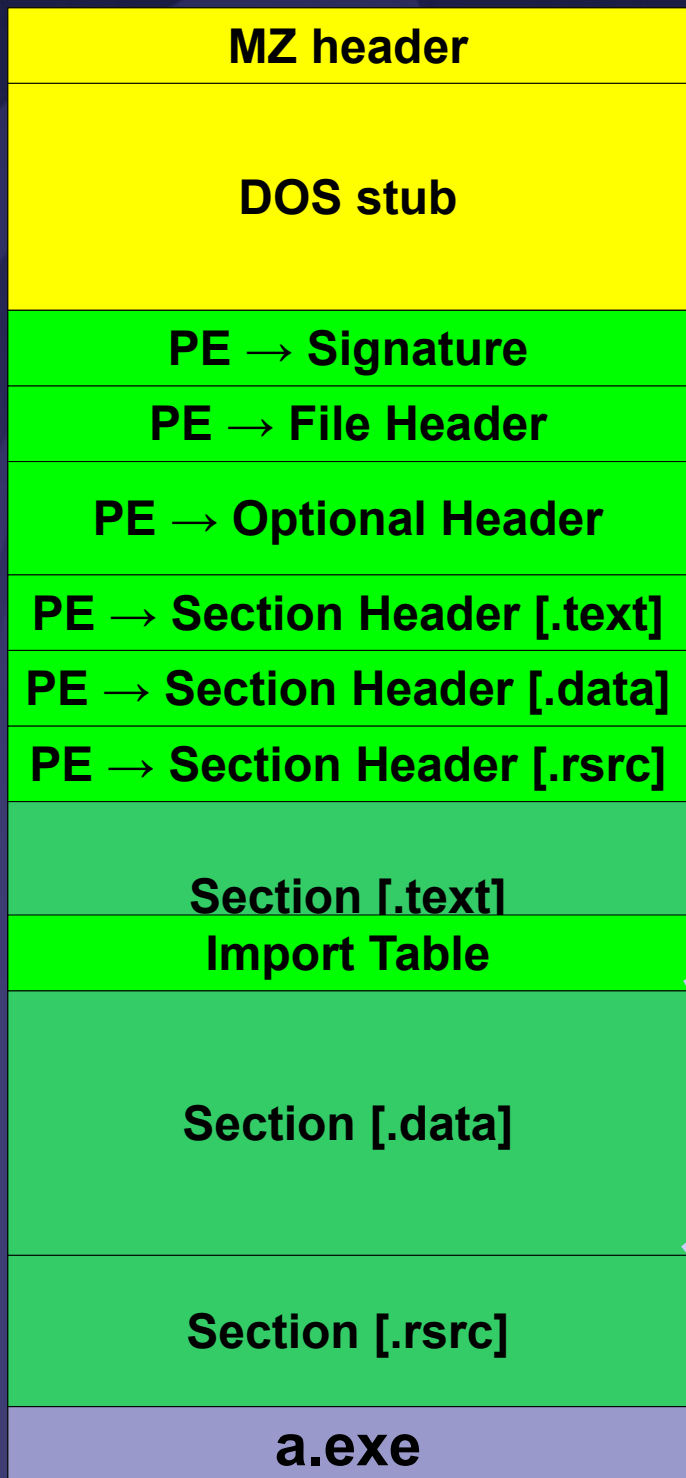 MZ header
DOS stub
PE → Signature
PE → File Header
PE → Optional Header
PE → Section Header [.text]
PE → Section Header [.data]
PE → Section Header [.rsrc]
Section [.text]
Import Table
Section [.data]
Section [.rsrc]
a.exe